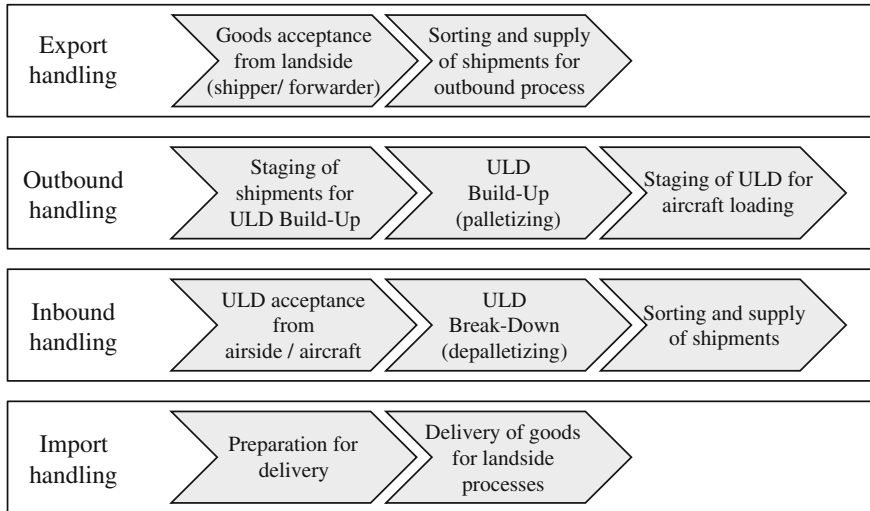 Export
handling
Goods acceptance
from landside
(shipper/ forwarder)
Sorting and supply
of shipments for
outbound process
Outbound
handling
Staging of
shipments for
ULD Build-Up
ULD
Build-Up
(palletizing)
Staging of ULD for
aircraft loading
Inbound
handling
ULD acceptance
from
airside / aircraft
ULD
Break-Down
(depalletizing)
Sorting and supply
of shipments
Import
handling
Preparation for
delivery
Delivery of goods
for landside
processes